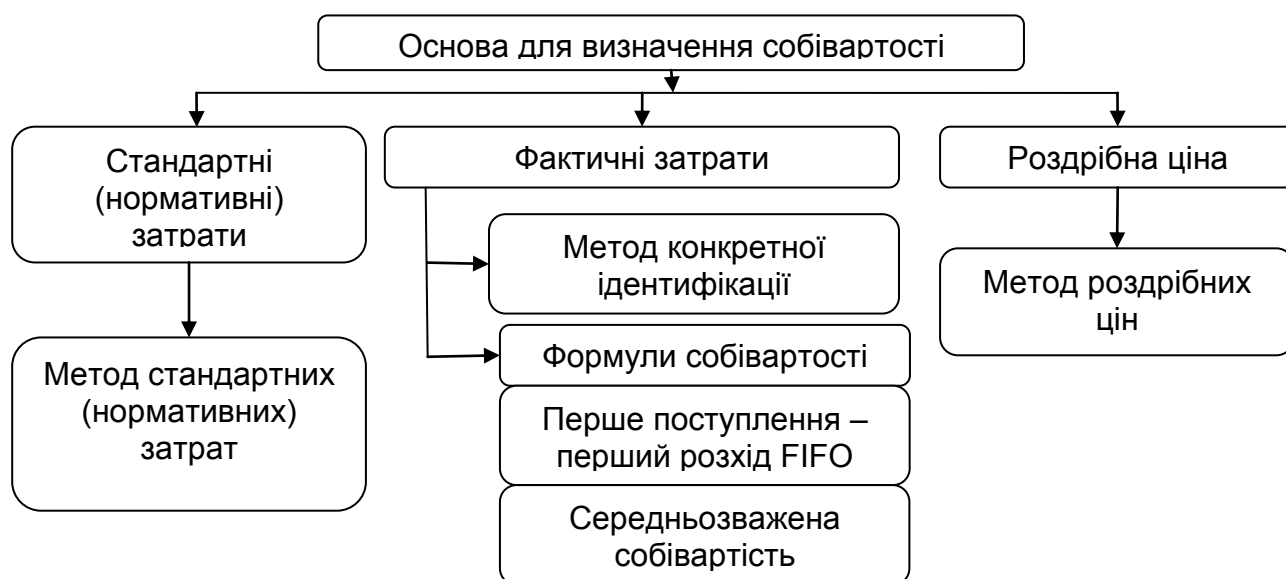 Основа для визначення собівартості
Стандартні
(нормативні)
затрати
Фактичні затрати
Роздрібна ціна
Метод конкретної
ідентифікації
Метод роздрібних
цін
Метод стандартних
(нормативних)
затрат
Формули собівартості
Перше поступлення –
перший розхід FIFO
Середньозважена
собівартість